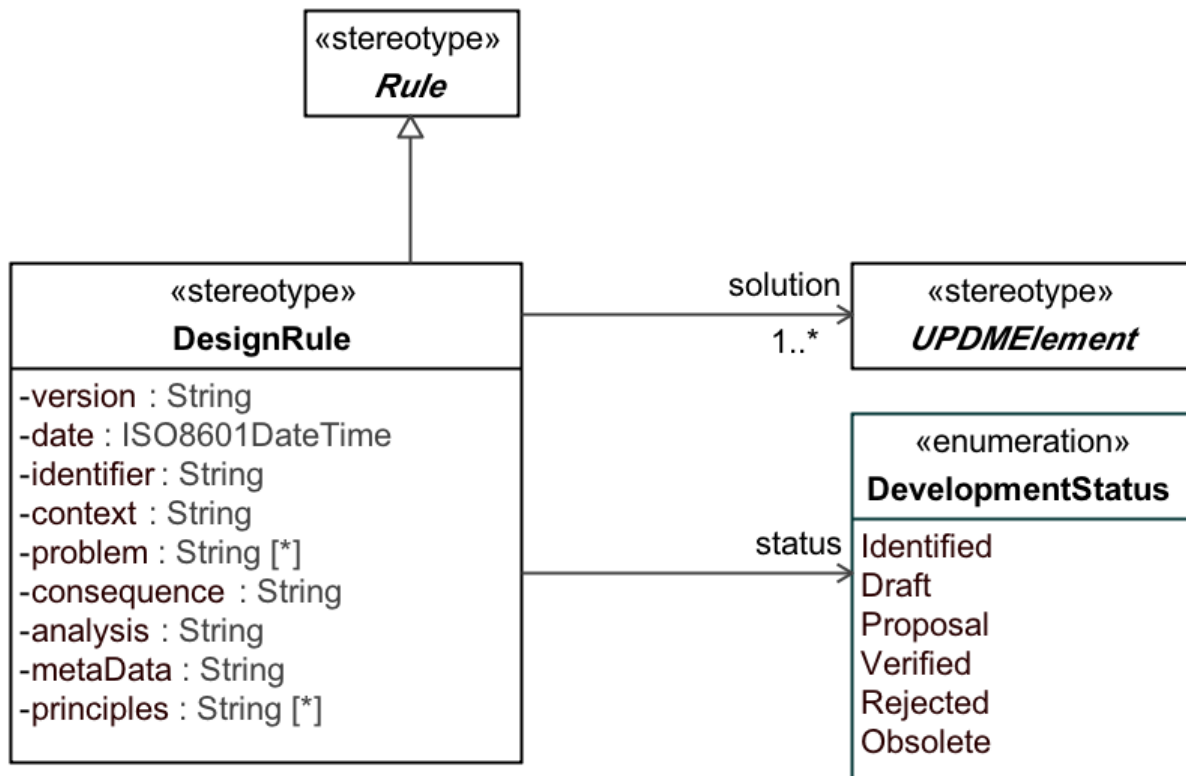 «stereotype»
Rule
«stereotype»
DesignRule
-version : String
-date : ISO8601DateTime
-identifier : String
-context : String
-problem : String [*]
-consequence : String
-analysis : String
-metaData : String
-principles : String [*]
solution
1..*
«stereotype»
UPDMElement
status
«enumeration»
DevelopmentStatus
Identified
Draft
Proposal
Verified
Rejected
Obsolete